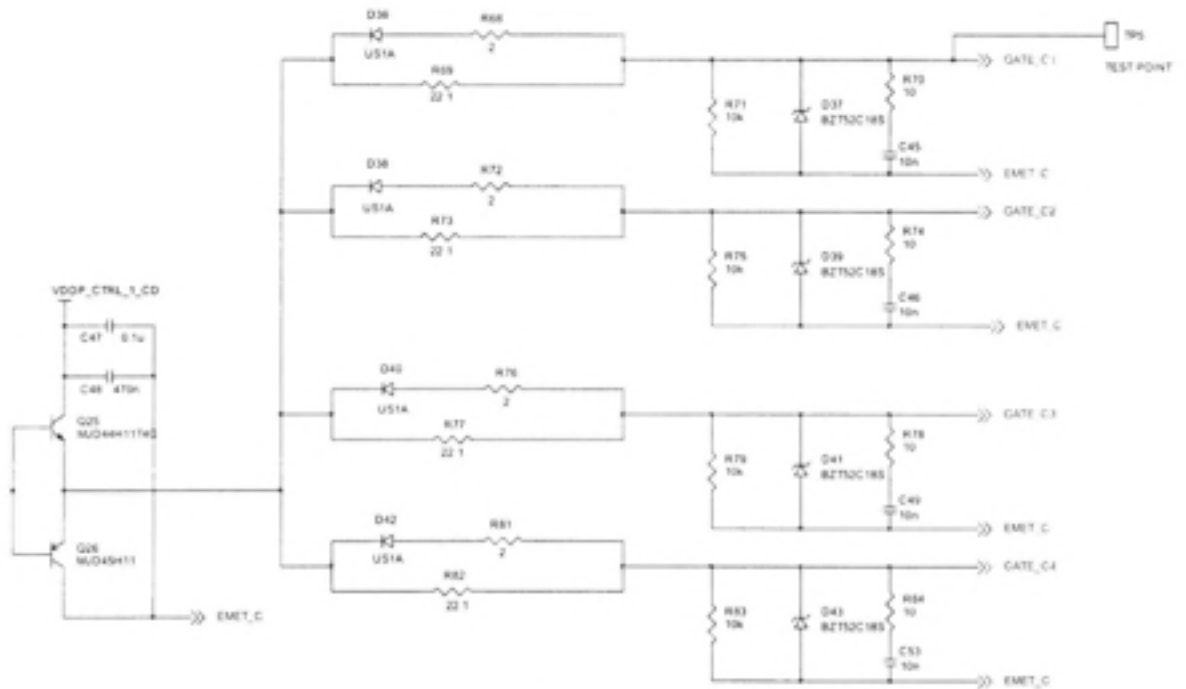 D36
R68
US1A
2
R69
22 1
GATE_C1
TP5
TEST POINT
R70
10
R71
10k
D37
BZT52C18S
C45
10n
EMET_C
D38
R72
US1A
2
R73
22 1
GATE_C2
R74
10
R75
10k
D39
BZT52C18S
C46
10n
EMET_C
VDDP_CTRL_1_CD
C47 0.1u
C48 470n
Q25
MJD44H11T4G
D40
R76
US1A
2
R77
22 1
GATE_C3
R78
10
R79
10k
D41
BZT52C18S
C49
10n
EMET_C
Q26
MJD45H11
D42
R81
US1A
2
R82
22 1
GATE_C4
R84
10
R83
10k
D43
BZT52C18S
C53
10n
EMET_C
EMET_C